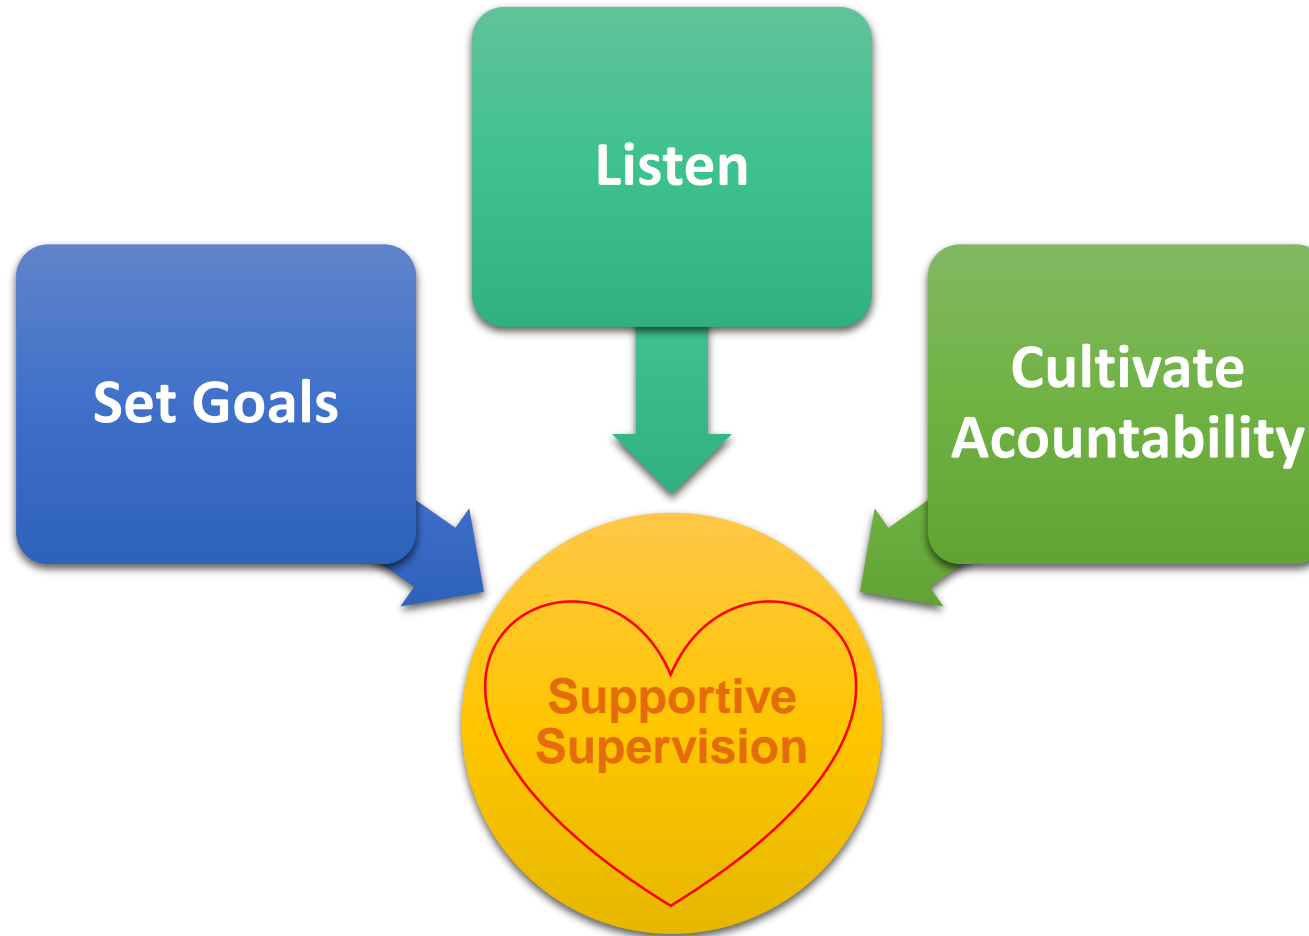 Listen
Set Goals
Cultivate
Acountability
Supportive
Supervision